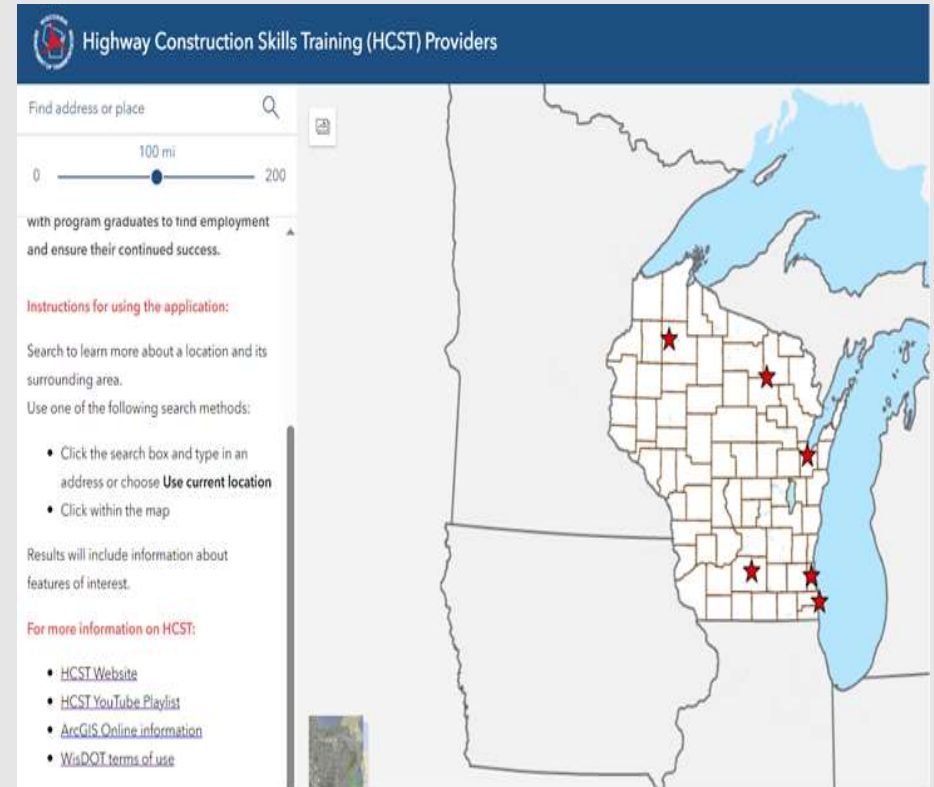 Highway Construction Skills Training (HCST) Providers
Find address or place
100 mi
0
200
with program graduates to find employment
and ensure their continued success.
Instructions for using the application:
Search to learn more about a location and its
surrounding area.
Use one of the following search methods:
• Click the search box and type in an
address or choose Use current location
• Click within the map
Results will include information about
features of interest.
For more information on HCST:
• HCST Website
• HCST YouTube Playlist
• ArcGIS Online information
• WisDOT terms of use